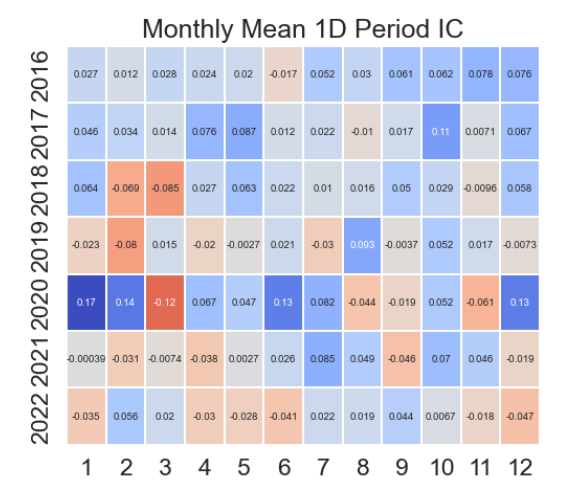 Monthly Mean 1D Period IC
2016 0.027 0.012 0.028 0.024 0.02 -0.017 0.052 0.03 0.061 0.062 0.078 0.076
2017 0.046 0.034 0.014 0.076 0.087 0.012 0.022 -0.01 0.017 0.11 0.0071 0.067
2018 0.064 -0.069 -0.085 0.027 0.063 0.022 0.01 0.016 0.05 0.029 -0.0096 0.058
2019 -0.023 -0.08 0.015 -0.02 -0.0027 0.021 -0.03 0.093 -0.0037 0.052 0.017 -0.0073
2020 0.17 0.14 -0.12 0.067 0.047 0.13 0.082 -0.044 -0.019 0.052 -0.061 0.13
2021 -0.00039 -0.031 -0.0074 -0.038 0.0027 0.026 0.085 0.049 -0.046 0.07 0.046 -0.019
2022 -0.035 0.056 0.02 -0.03 -0.028 -0.041 0.022 0.019 0.044 0.0067 -0.018 -0.047
1 2 3 4 5 6 7 8 9 10 11 12